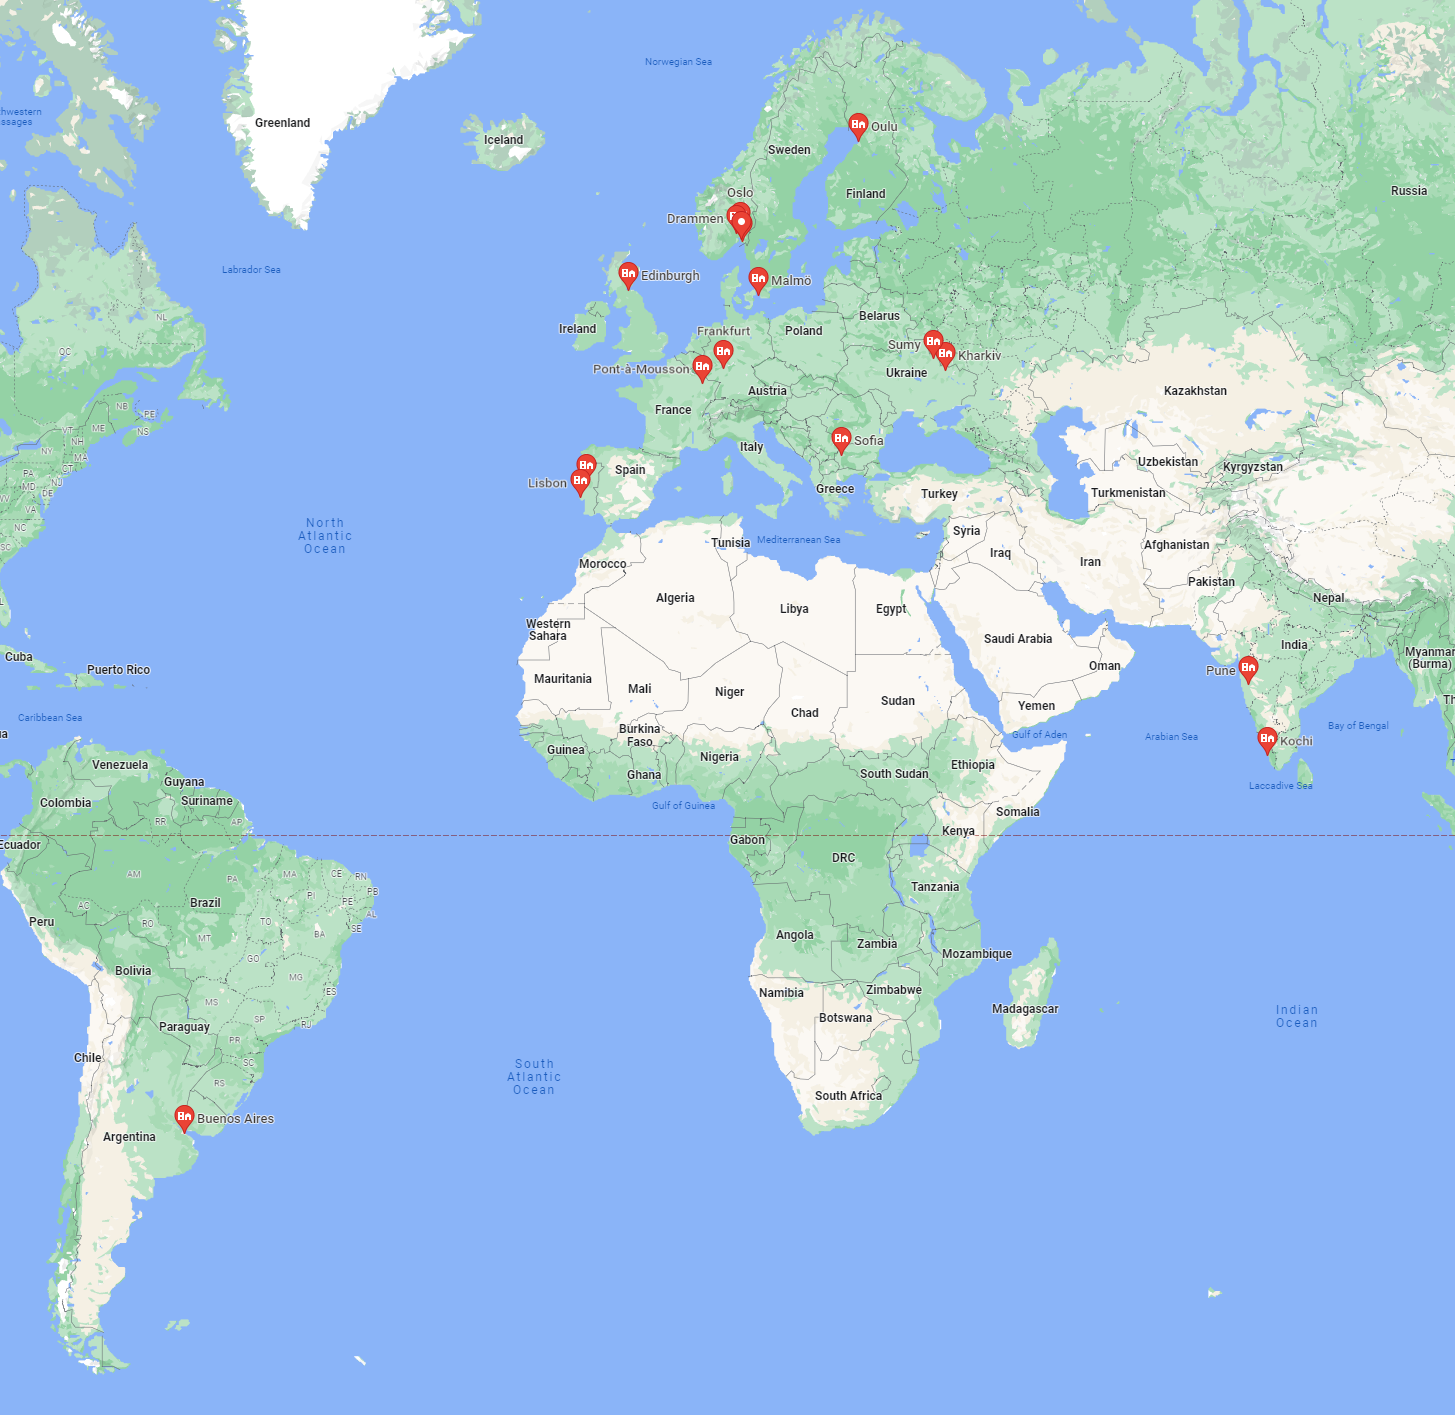 Norwegian Sea
hwestern
ssages
Greenland
Iceland
Oulu
Sweden
Russia
Finland
Oslo
Drammen
Labrador Sea
Edinburgh
Malmö
NL
Belarus
Ireland
Frankfurt
Poland
Sumy
Kharkiv
QC
Pont-à-Mousson
Ukraine
Austria
Kazakhstan
NB
PE
France
VT
ME
NS
NH
Sofia
NY
MA
Italy
Uzbekistan
CT
Kyrgyzstan
PA
Spain
NJ
MD
Lisbon
Greece
Turkey
Turkmenistan
DE
VA
North
Atlantic
Ocean
NC
Syria
Tunisia
Mediterranean Sea
SC
Iraq
Afghanistan
Morocco
Iran
Pakistan
Algeria
Nepal
Libya
Egypt
Western
Sahara
Saudi Arabia
India
Cuba
Myanmar
(Burma)
Puerto Rico
Oman
Pune
Mauritania
Mali
Niger
Sudan
Th
Caribbean Sea
Chad
Yemen
Burkina
Faso
Gulf of Aden
Arabian Sea
Bay of Bengal
Kochi
Guinea
Nigeria
Venezuela
Ethiopia
Ghana
South Sudan
Guyana
Laccadive Sea
Suriname
Colombia
Gulf of Guinea
Somalia
RR
AP
Kenya
Gabon
Ecuador
DRC
AM
PA
MA
CE
RN
Tanzania
PB
PI
AC
Brazil
PE
AL
Peru
RO
TO
SE
BA
Angola
MT
Zambia
Mozambique
GO
Bolivia
MG
ES
Namibia
Zimbabwe
MS
Madagascar
Indian
Ocean
SP
RJ
Botswana
Paraguay
PR
Chile
SC
South
Atlantic
Ocean
RS
South Africa
Buenos Aires
Argentina